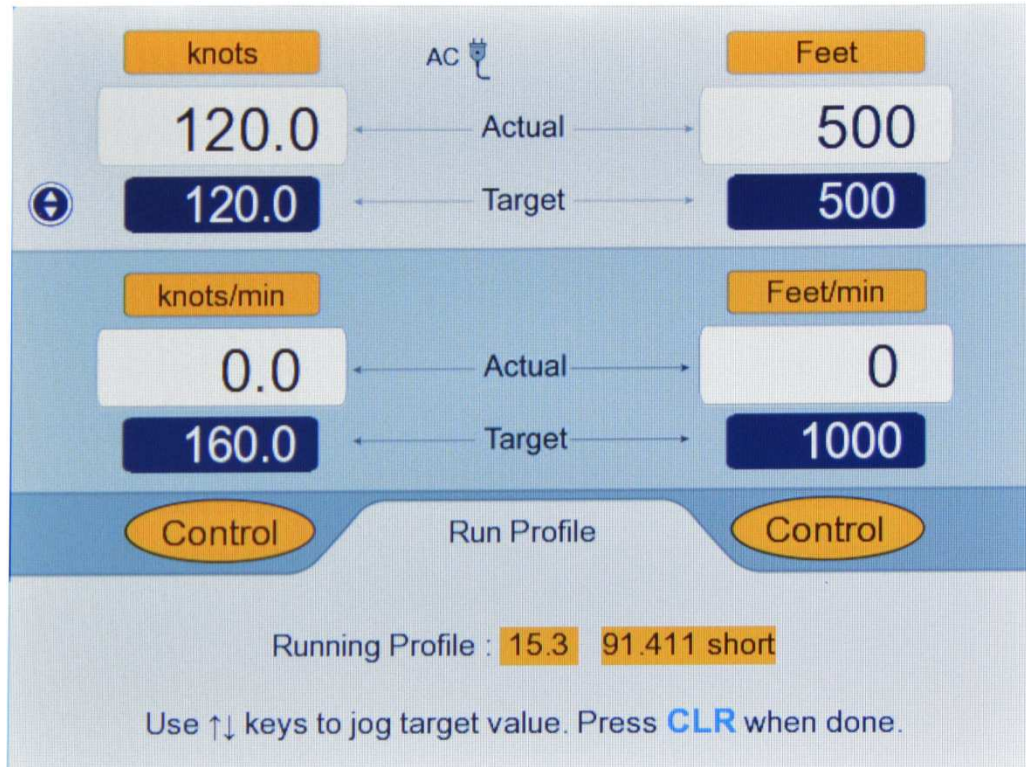 knots AC Feet
120.0 Actual 500
120.0 Target 500
knots/min Feet/min
0.0 Actual 0
160.0 Target 1000
Control Run Profile Control
Running Profile : 15.3 91.411 short
Use ↑↓ keys to jog target value. Press CLR when done.